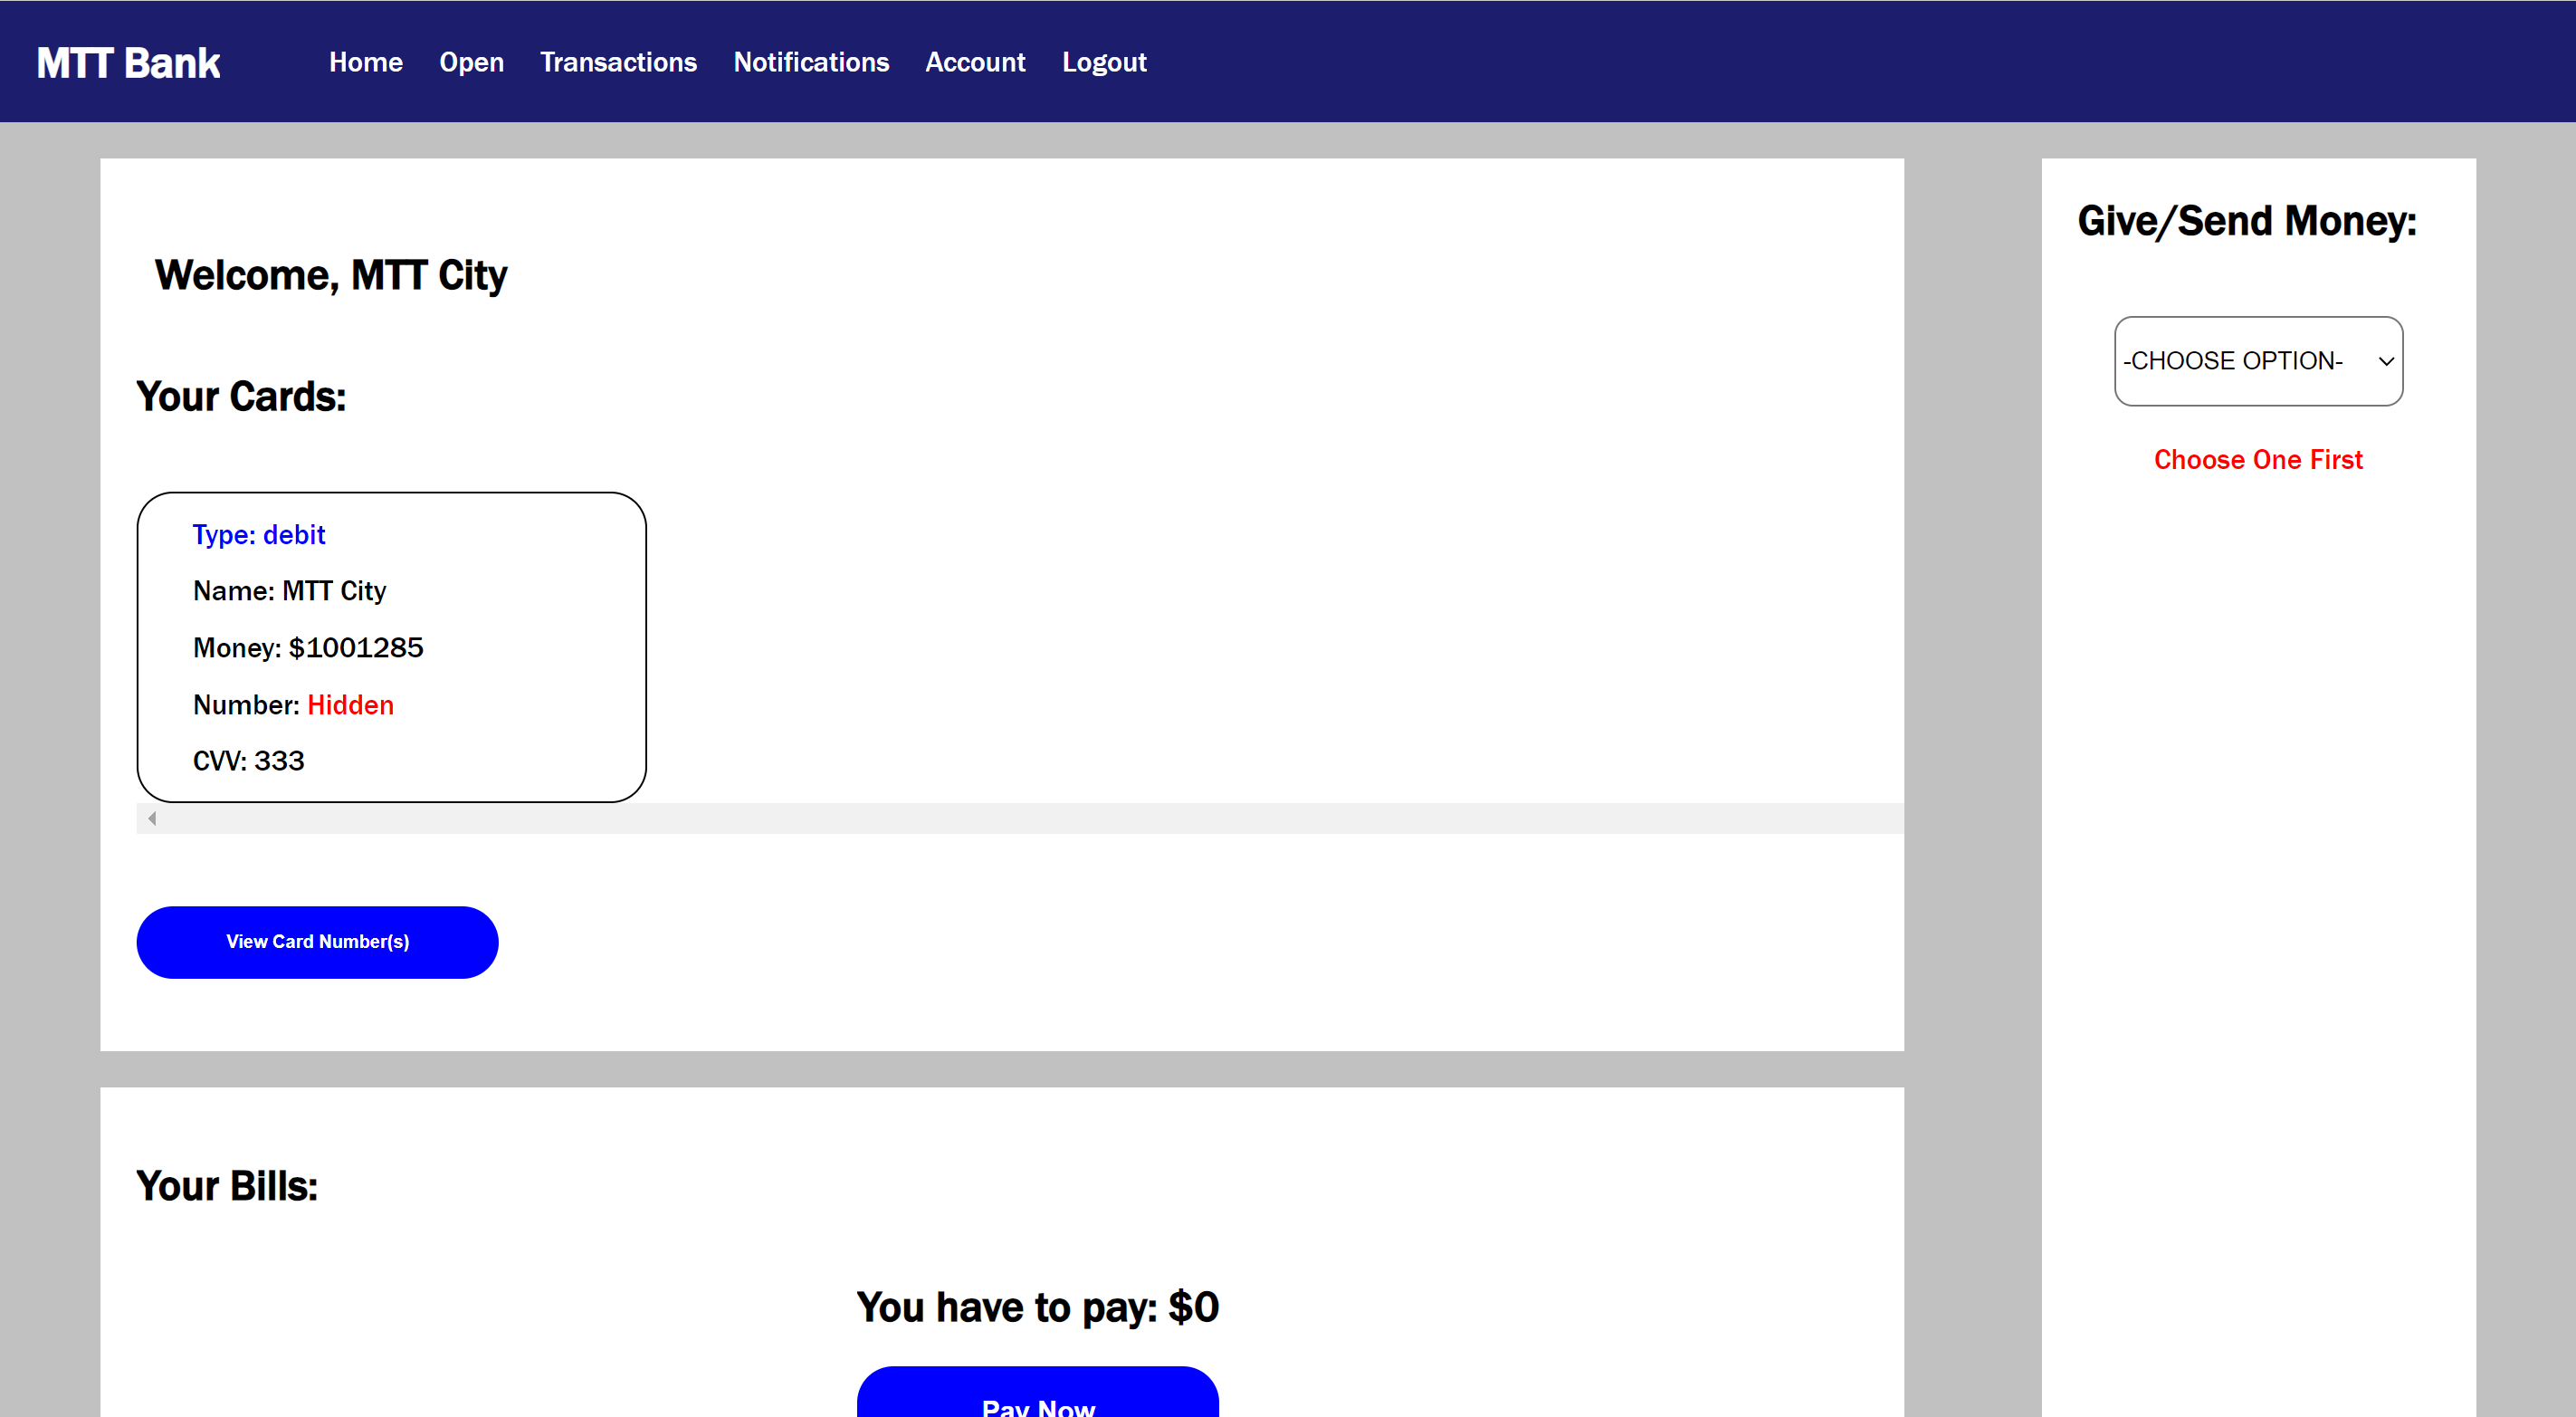 MTT Bank Home Open Transactions Notifications Account Logout
Welcome, MTT City
Your Cards:
Type: debit
Name: MTT City
Money: $1001285
Number: Hidden
CVV: 333
View Card Number(s)
Your Bills:
You have to pay: $0
Pay Now
Give/Send Money:
-CHOOSE OPTION-
Choose One First